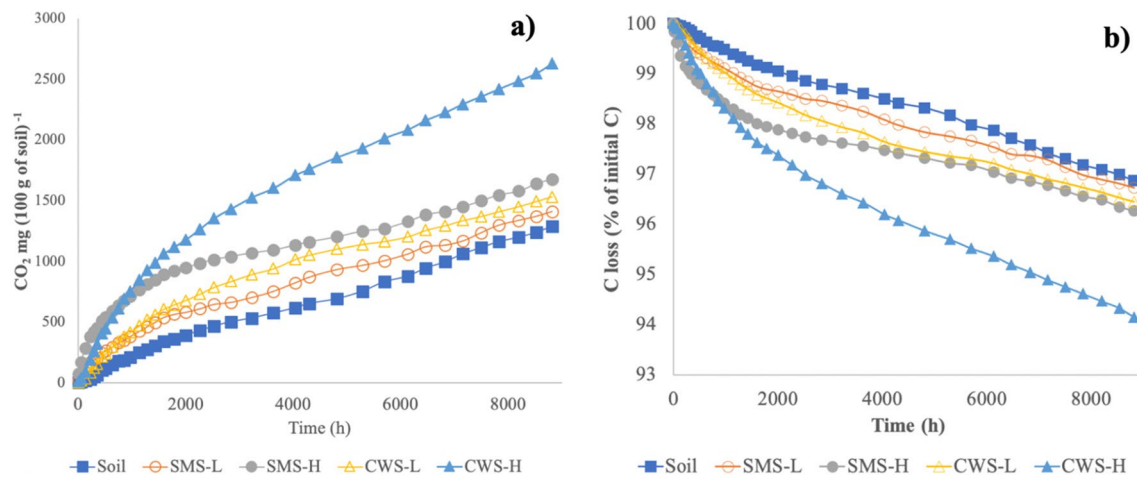 a)
3000
2500
2000
1500
1000
500
0
CO₂ mg (100 g of soil)⁻¹
0 2000 4000 6000 8000
Time (h)
Soil SMS-L SMS-H CWS-L CWS-H
b)
100
99
98
97
96
95
94
93
C loss (% of initial C)
0 2000 4000 6000 8000
Time (h)
Soil SMS-L SMS-H CWS-L CWS-H